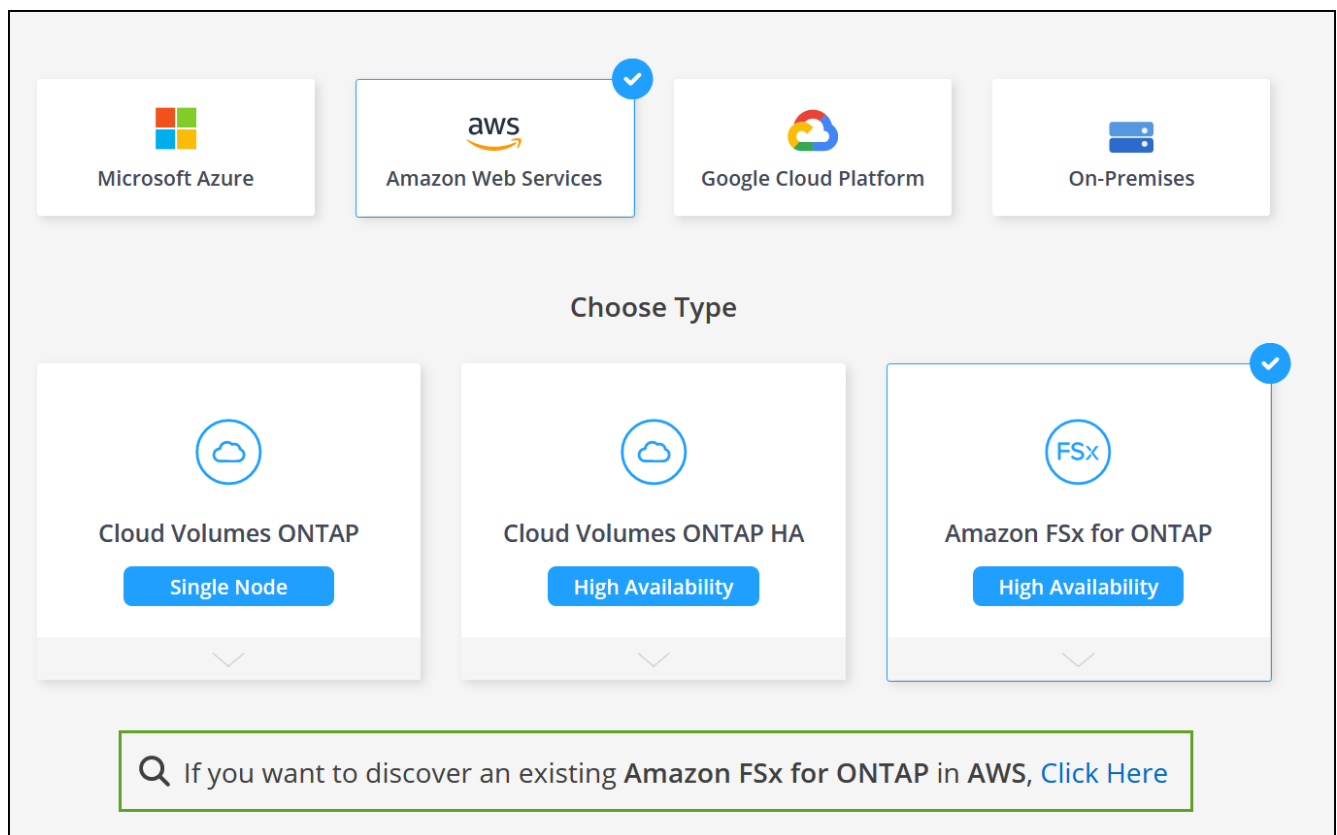 aws
Microsoft Azure
Amazon Web Services
Google Cloud Platform
On-Premises
Choose Type
FSx
Cloud Volumes ONTAP
Cloud Volumes ONTAP HA
Amazon FSx for ONTAP
Single Node
High Availability
High Availability
If you want to discover an existing Amazon FSx for ONTAP in AWS, Click Here